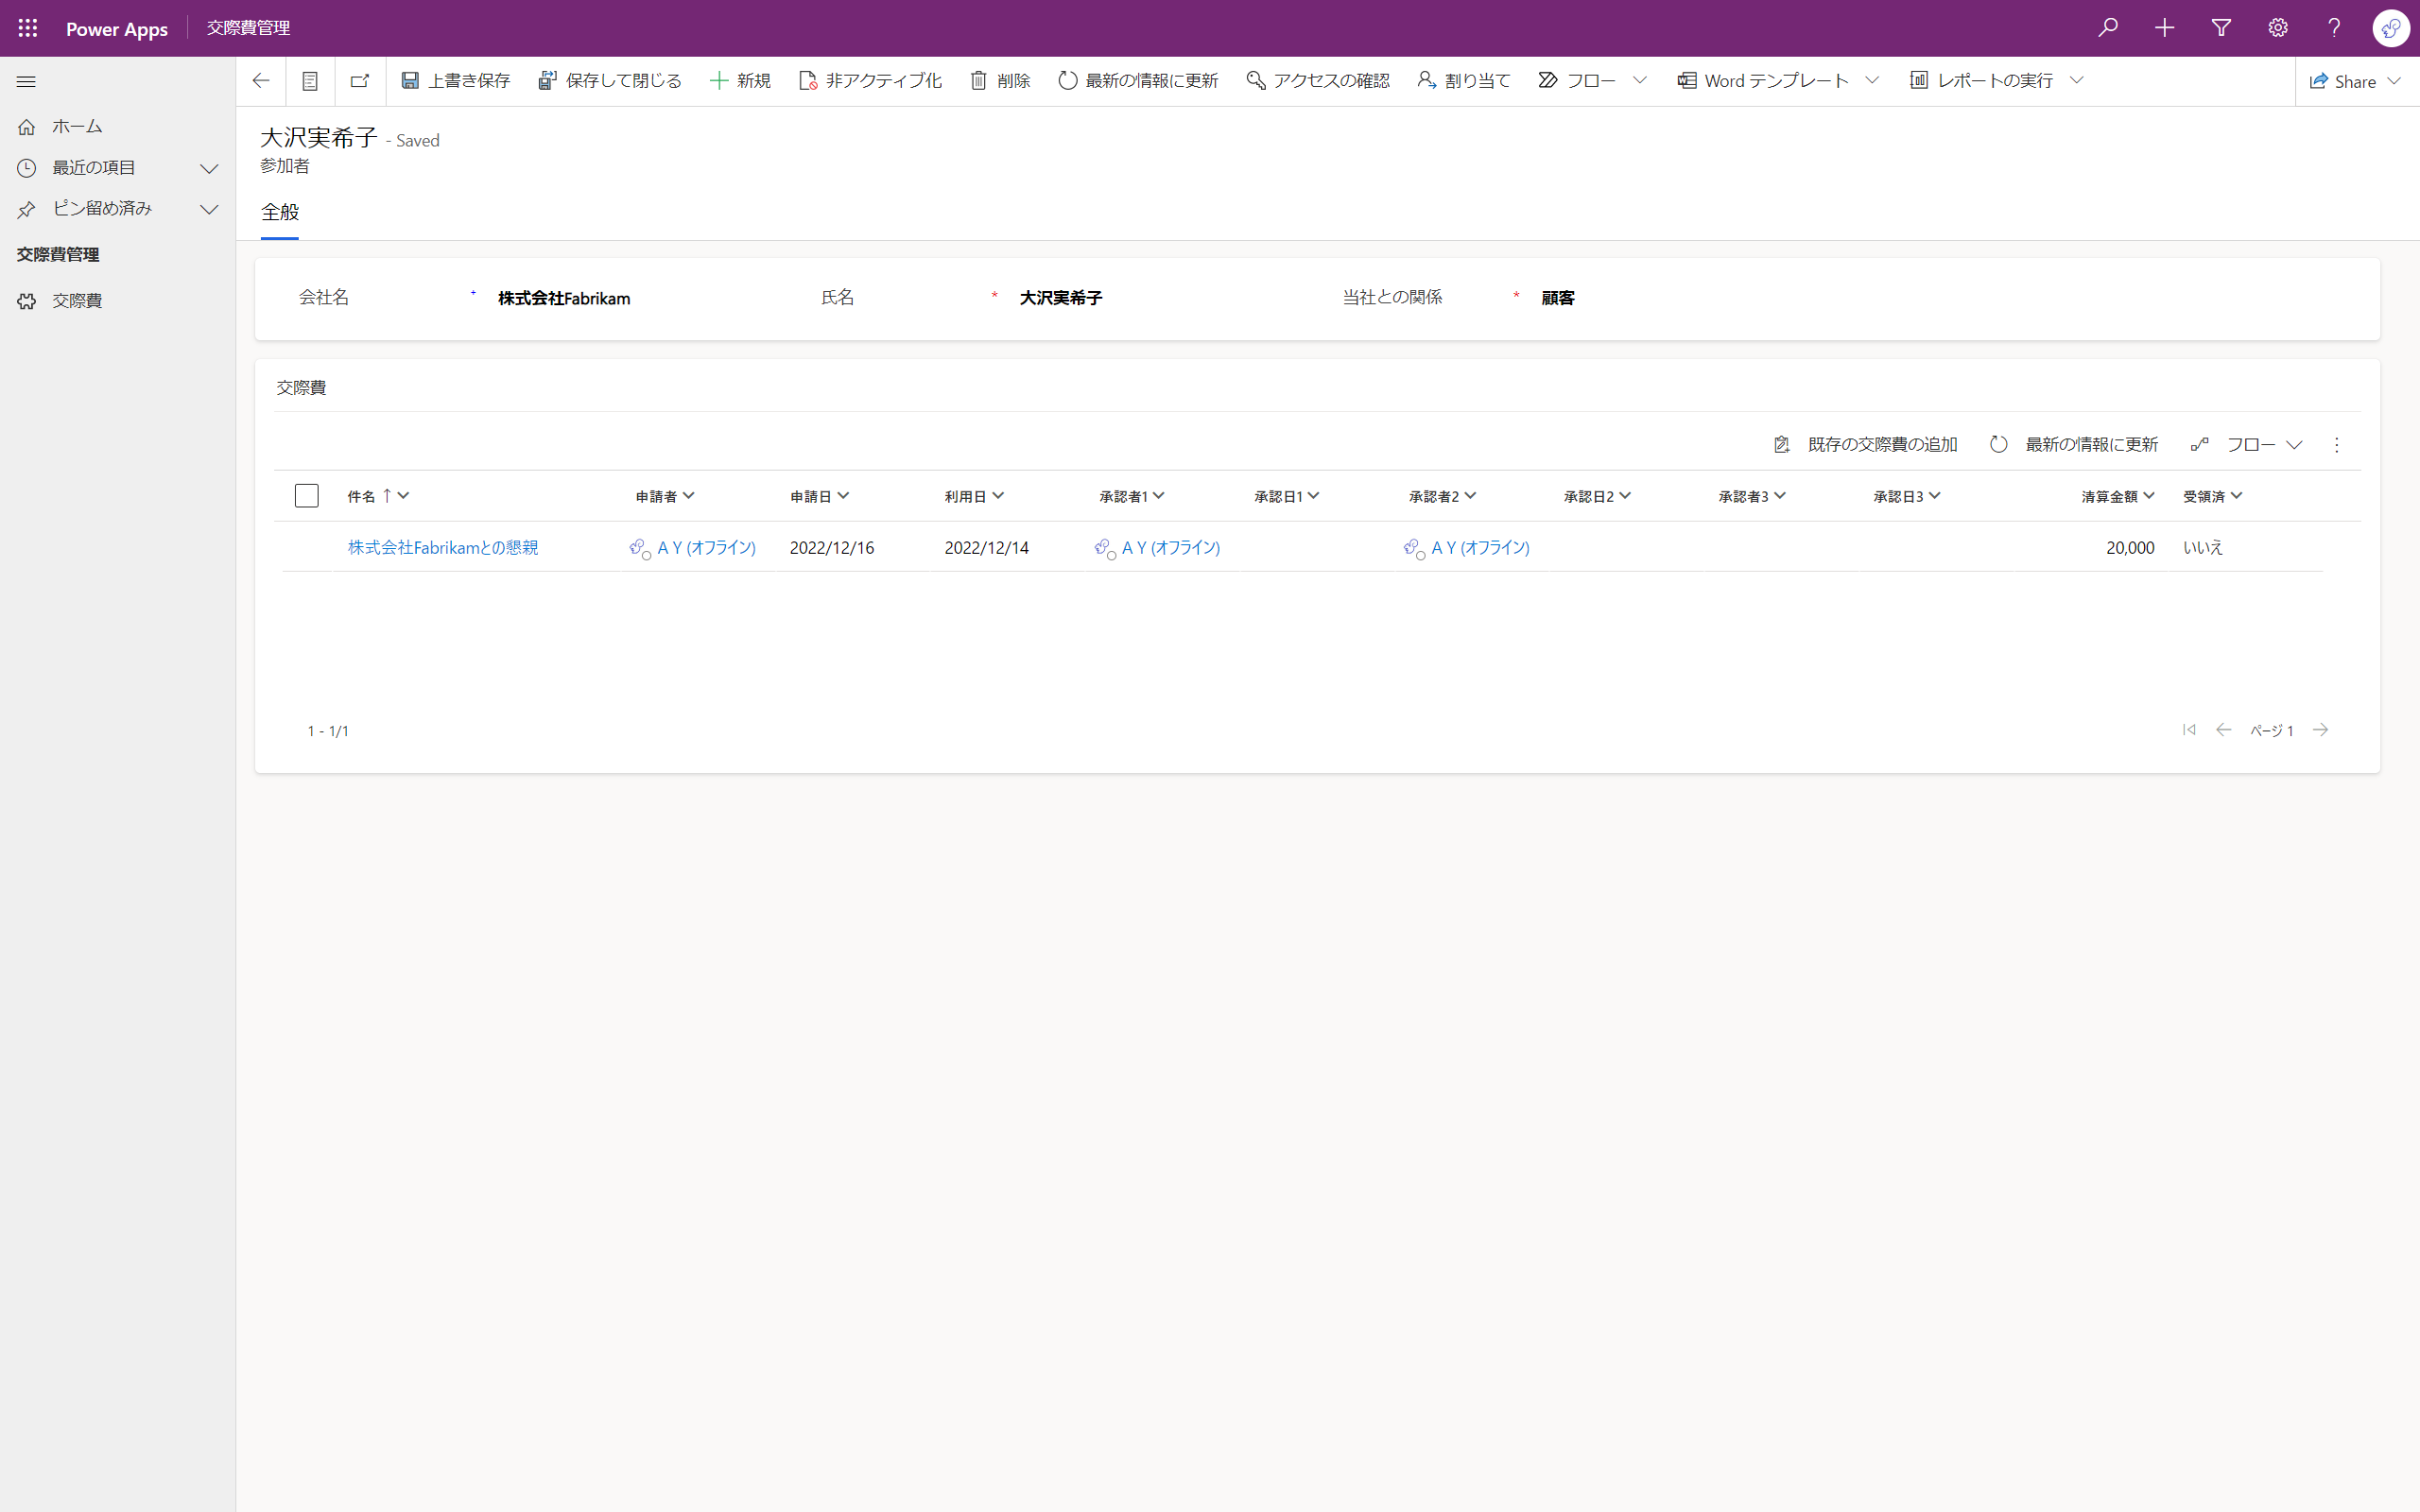 Power Apps 交際費管理
上書き保存 保存して閉じる 新規 非アクティブ化 削除 最新の情報に更新 アクセスの確認 割り当て フロー Word テンプレート レポートの実行 Share
ホーム
最近の項目
ピン留め済み
交際費管理
交際費
大沢実希子 - Saved
参加者
全般
会社名 + 株式会社Fabrikam 氏名 * 大沢実希子 当社との関係 * 顧客
交際費
既存の交際費の追加 最新の情報に更新 フロー
件名 ↑ 申請者 申請日 利用日 承認者1 承認日1 承認者2 承認日2 承認者3 承認日3 清算金額 受領済
株式会社Fabrikamとの懇親 A Y (オフライン) 2022/12/16 2022/12/14 A Y (オフライン) A Y (オフライン) 20,000 いいえ
1 - 1/1 ページ 1